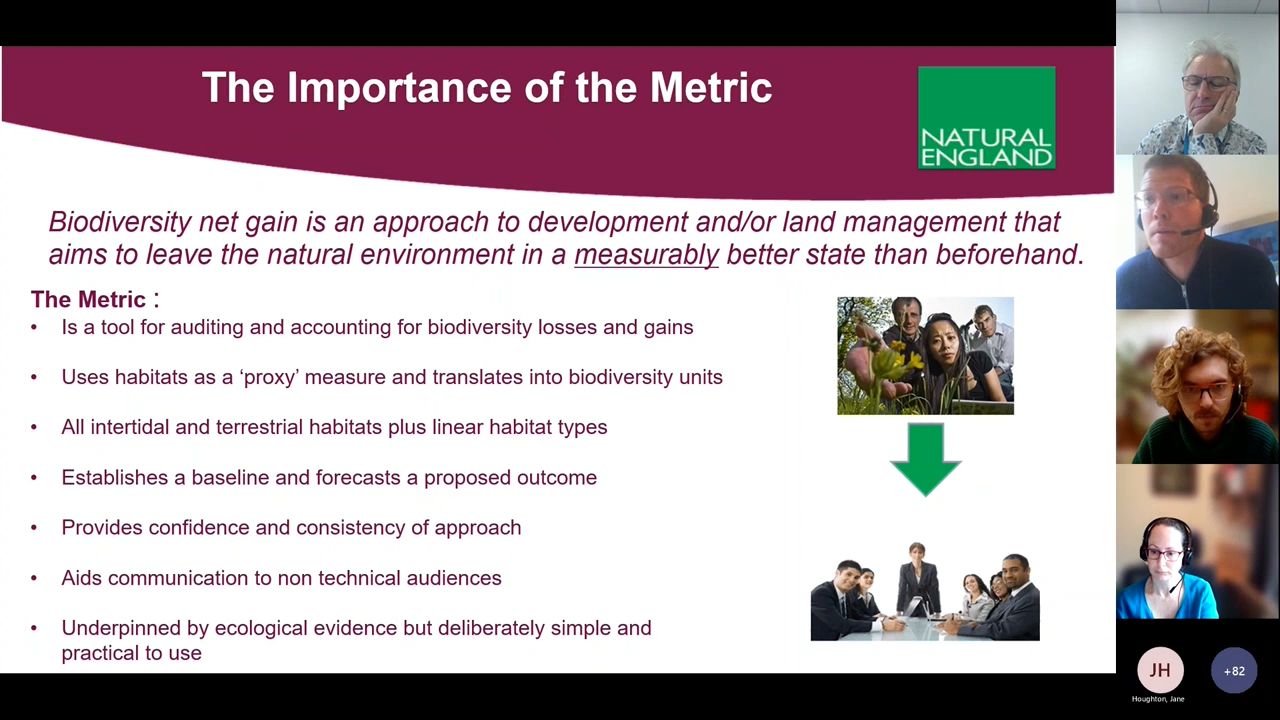 The Importance of the Metric
NATURAL
ENGLAND
Biodiversity net gain is an approach to development and/or land management that
aims to leave the natural environment in a measurably better state than beforehand.
The Metric :
• Is a tool for auditing and accounting for biodiversity losses and gains
• Uses habitats as a ‘proxy’ measure and translates into biodiversity units
• All intertidal and terrestrial habitats plus linear habitat types
• Establishes a baseline and forecasts a proposed outcome
• Provides confidence and consistency of approach
• Aids communication to non technical audiences
• Underpinned by ecological evidence but deliberately simple and
practical to use
JH
+82
Houghton, Jane